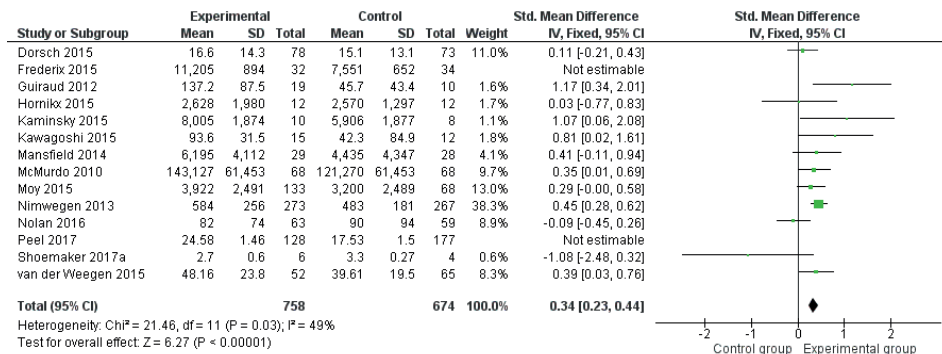 Experimental Control Std. Mean Difference Std. Mean Difference
Study or Subgroup Mean SD Total Mean SD Total Weight IV, Fixed, 95% CI IV, Fixed, 95% CI
Dorsch 2015 16.6 14.3 78 15.1 13.1 73 11.0% 0.11 [-0.21, 0.43]
Frederix 2015 11,205 894 32 7,551 652 34 Not estimable
Guiraud 2012 137.2 87.5 19 45.7 43.4 10 1.6% 1.17 [0.34, 2.01]
Hornikx 2015 2,628 1,980 12 2,570 1,297 12 1.8% 0.03 [-0.77, 0.83]
Kaminsky 2015 8,005 1,874 10 5,906 1,877 8 1.1% 1.07 [0.06, 2.08]
Kawagoshi 2015 93.6 31.5 15 42.3 84.9 12 1.8% 0.81 [0.02, 1.61]
Mansfield 2014 6,195 4,112 29 4,435 4,347 28 4.1% 0.41 [-0.11, 0.94]
McMurdo 2010 143,127 61,453 68 121,270 61,453 68 9.7% 0.35 [0.01, 0.69]
Moy 2015 3,922 2,491 133 3,200 2,489 68 13.0% 0.29 [-0.00, 0.58]
Nimwegen 2013 584 256 273 483 181 267 38.3% 0.45 [0.28, 0.62]
Nolan 2016 82 74 63 90 94 59 8.9% -0.09 [-0.45, 0.26]
Peel 2017 24.58 1.46 128 17.53 1.5 177 Not estimable
Shoemaker 2017a 2.7 0.6 6 3.3 0.27 4 0.6% -1.08 [-2.48, 0.32]
van der Weegen 2015 48.16 23.8 52 39.61 19.5 65 8.3% 0.39 [0.03, 0.76]
Total (95% CI) 758 674 100.0% 0.34 [0.23, 0.44]
Heterogeneity: Chi² = 21.46, df = 11 (P = 0.03); I² = 49%
Test for overall effect: Z = 6.27 (P < 0.00001)
-2 -1 0 1 2
Control group Experimental group